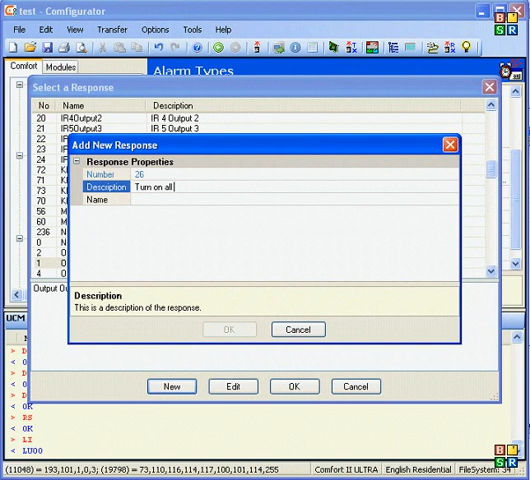 test - Comfigurator
File Edit View Transfer Options Tools Help
Comfort Modules
Alarm Types
Select a Response
No Name Description
20 IR4Output2 IR 4 Output 2
21 IR5Output3 IR 5 Output 3
22
23
24
72
71
73
70
56
60
236
0
2
1
4
Add New Response
Response Properties
Number 26
Description Turn on all
Name
Description
This is a description of the response.
OK Cancel
New Edit OK Cancel
UCM
OK
> RS
< OK
> LI
< LU00
(11048) = 193,101,1,0,3; (19798) = 73,110,116,114,117,100,101,114,255 Comfort II ULTRA English Residential FileSystem: 34
BSR
BSR